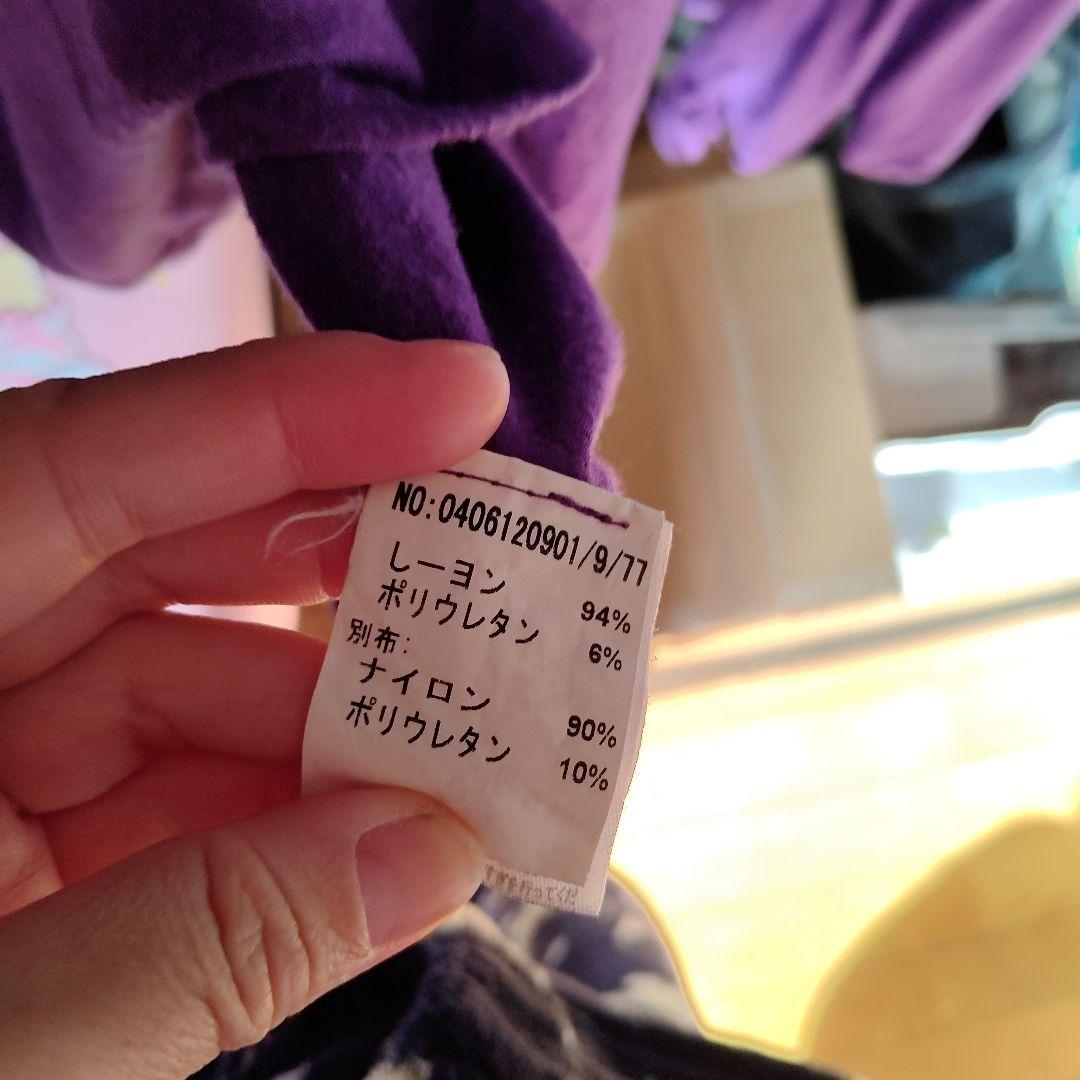 NO:0406120901/9/77
しーヨン 94%
ポリウレタン 6%
別布:
ナイロン 90%
ポリウレタン 10%